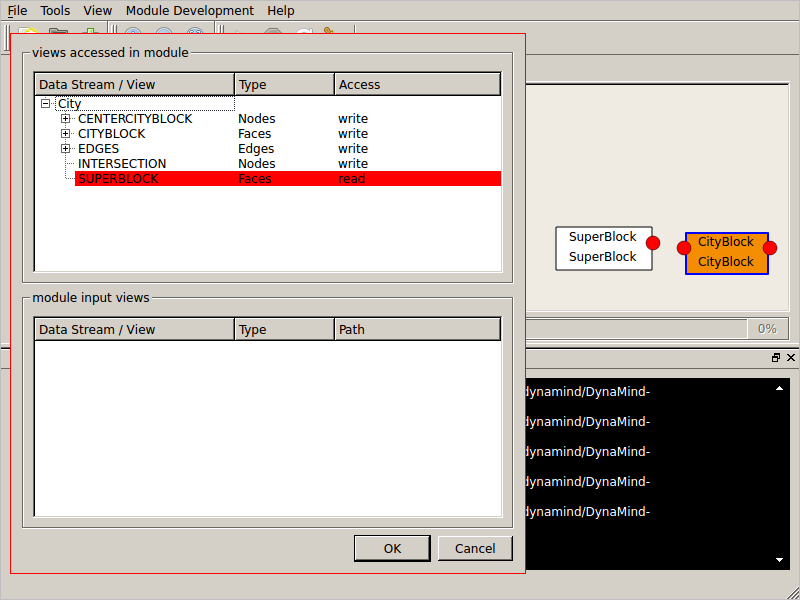 File Tools View Module Development Help
views accessed in module
Data Stream / View Type Access
City
CENTERCITYBLOCK Nodes write
CITYBLOCK Faces write
EDGES Edges write
INTERSECTION Nodes write
SUPERBLOCK Faces read
module input views
Data Stream / View Type Path
OK Cancel
SuperBlock
SuperBlock
CityBlock
CityBlock
0%
dynamind/DynaMind-
dynamind/DynaMind-
dynamind/DynaMind-
dynamind/DynaMind-
dynamind/DynaMind-